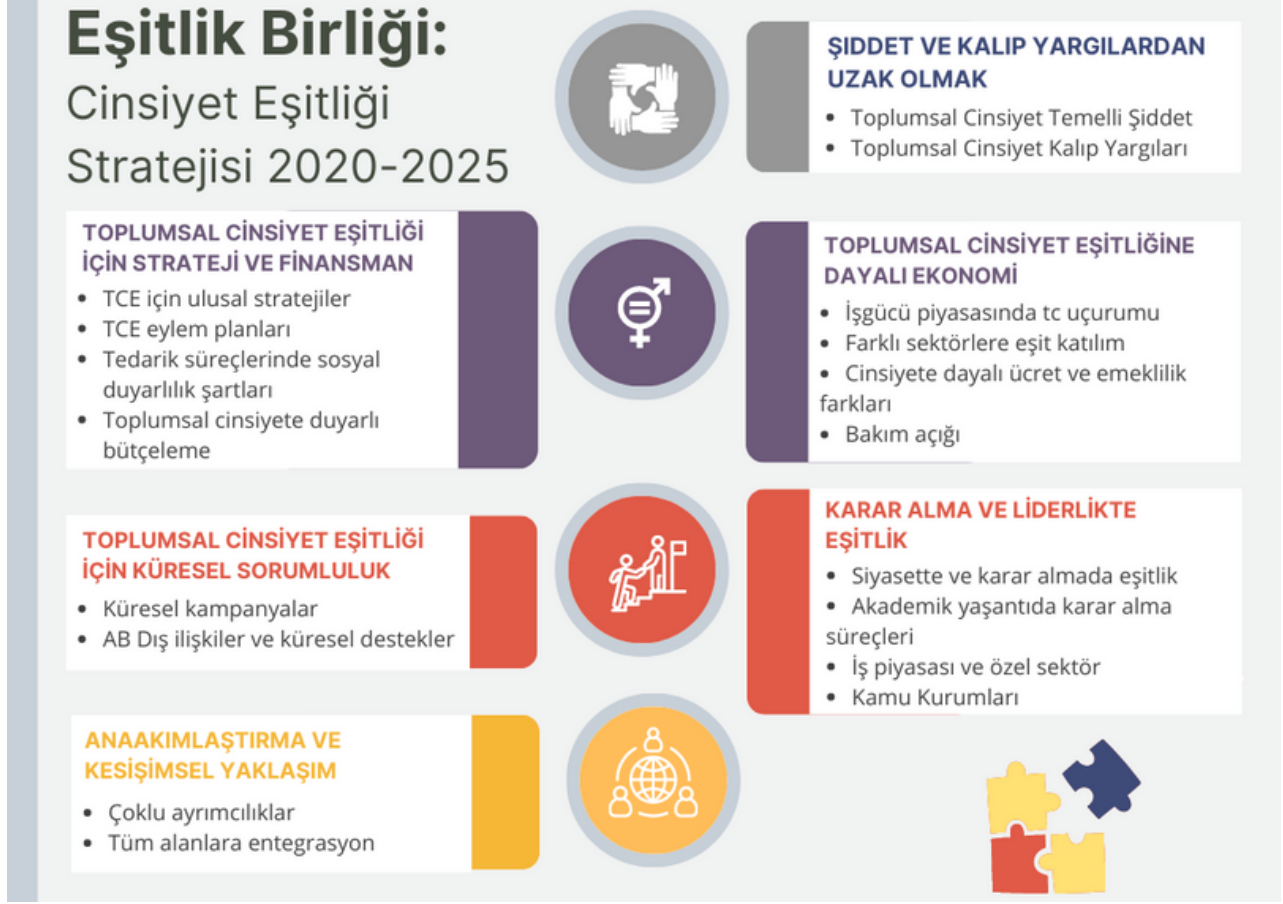 Eşitlik Birliği:
Cinsiyet Eşitliği
Stratejisi 2020-2025
ŞIDDET VE KALIP YARGILARDAN
UZAK OLMAK
• Toplumsal Cinsiyet Temelli Şiddet
• Toplumsal Cinsiyet Kalıp Yargıları
TOPLUMSAL CİNSİYET EŞİTLİĞİ
İÇİN STRATEJİ VE FİNANSMAN
• TCE için ulusal stratejiler
• TCE eylem planları
• Tedarik süreçlerinde sosyal
duyarlılık şartları
• Toplumsal cinsiyete duyarlı
bütçeleme
TOPLUMSAL CİNSİYET EŞİTLİĞİNE
DAYALI EKONOMİ
• İşgücü piyasasında tc uçurumu
• Farklı sektörlere eşit katılım
• Cinsiyete dayalı ücret ve emeklilik
farkları
• Bakım açığı
TOPLUMSAL CİNSİYET EŞİTLİĞİ
İÇİN KÜRESEL SORUMLULUK
• Küresel kampanyalar
• AB Dış ilişkiler ve küresel destekler
KARAR ALMA VE LİDERLİKTE
EŞİTLİK
• Siyasette ve karar almada eşitlik
• Akademik yaşantıda karar alma
süreçleri
• İş piyasası ve özel sektör
• Kamu Kurumları
ANAAKIMLAŞTIRMA VE
KESİŞİMSEL YAKLAŞIM
• Çoklu ayrımcılıklar
• Tüm alanlara entegrasyon